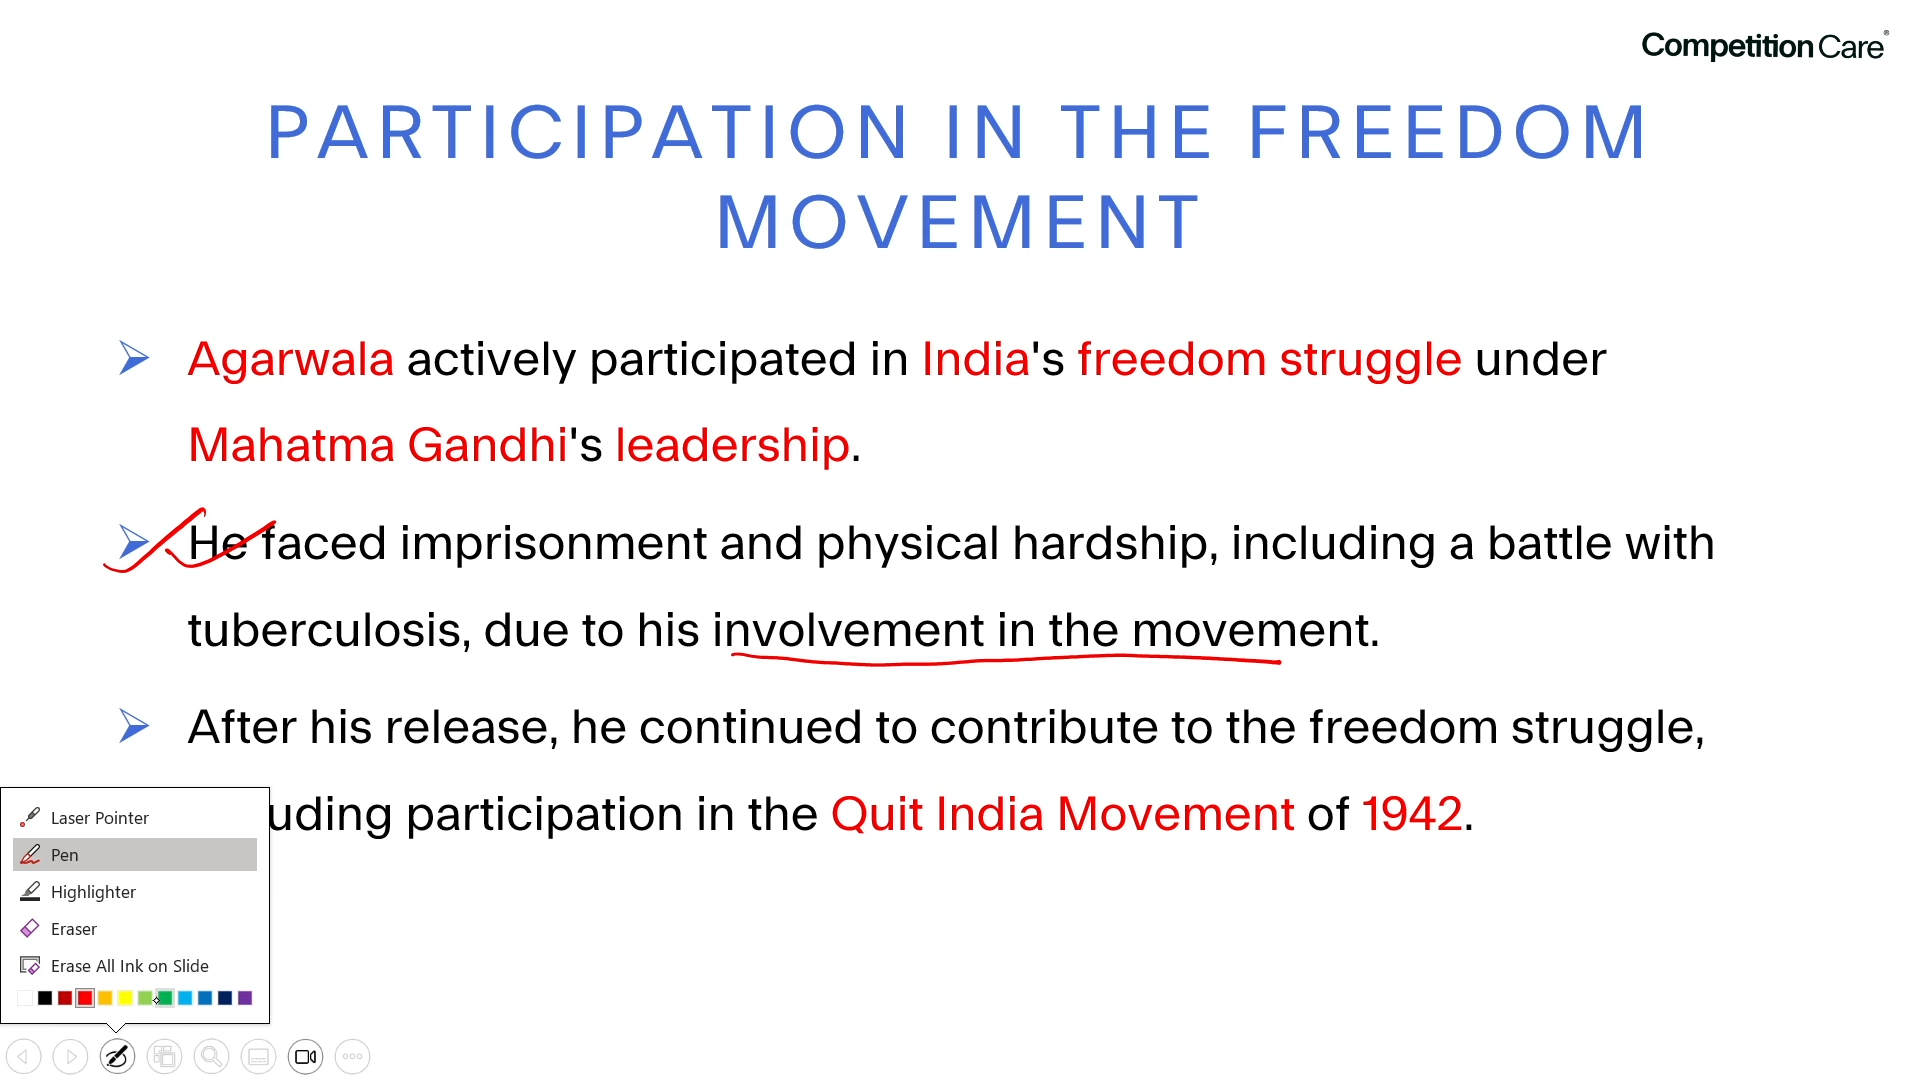 Competition Care®
PARTICIPATION IN THE FREEDOM
MOVEMENT
Agarwala actively participated in India's freedom struggle under
Mahatma Gandhi's leadership.
He faced imprisonment and physical hardship, including a battle with
tuberculosis, due to his involvement in the movement.
After his release, he continued to contribute to the freedom struggle,
uding participation in the Quit India Movement of 1942.
Laser Pointer
Pen
Highlighter
Eraser
Erase All Ink on Slide